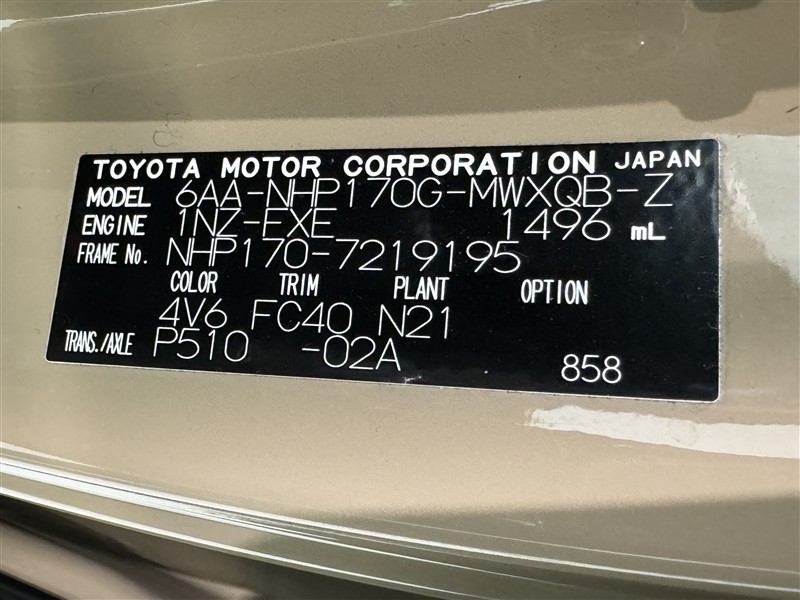 TOYOTA MOTOR CORPORATION JAPAN
MODEL 6AA-NHP170G-MWXQB-Z
ENGINE 1NZ-FXE 1496 mL
FRAME No. NHP170-7219195
COLOR TRIM PLANT OPTION
4V6 FC40 N21
TRANS./AXLE P510 -02A 858